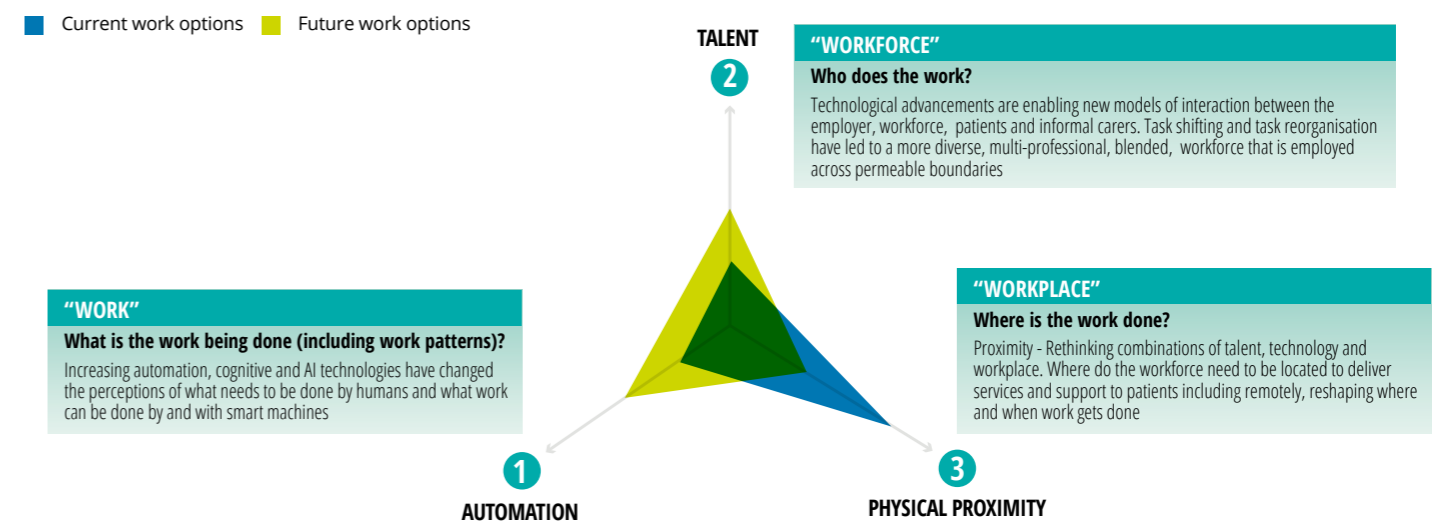 Current work options
Future work options
TALENT
2
“WORKFORCE”
Who does the work?
Technological advancements are enabling new models of interaction between the
employer, workforce, patients and informal carers. Task shifting and task reorganisation
have led to a more diverse, multi-professional, blended, workforce that is employed
across permeable boundaries
“WORK”
What is the work being done (including work patterns)?
Increasing automation, cognitive and AI technologies have changed
the perceptions of what needs to be done by humans and what work
can be done by and with smart machines
“WORKPLACE”
Where is the work done?
Proximity - Rethinking combinations of talent, technology and
workplace. Where do the workforce need to be located to deliver
services and support to patients including remotely, reshaping where
and when work gets done
1
AUTOMATION
3
PHYSICAL PROXIMITY